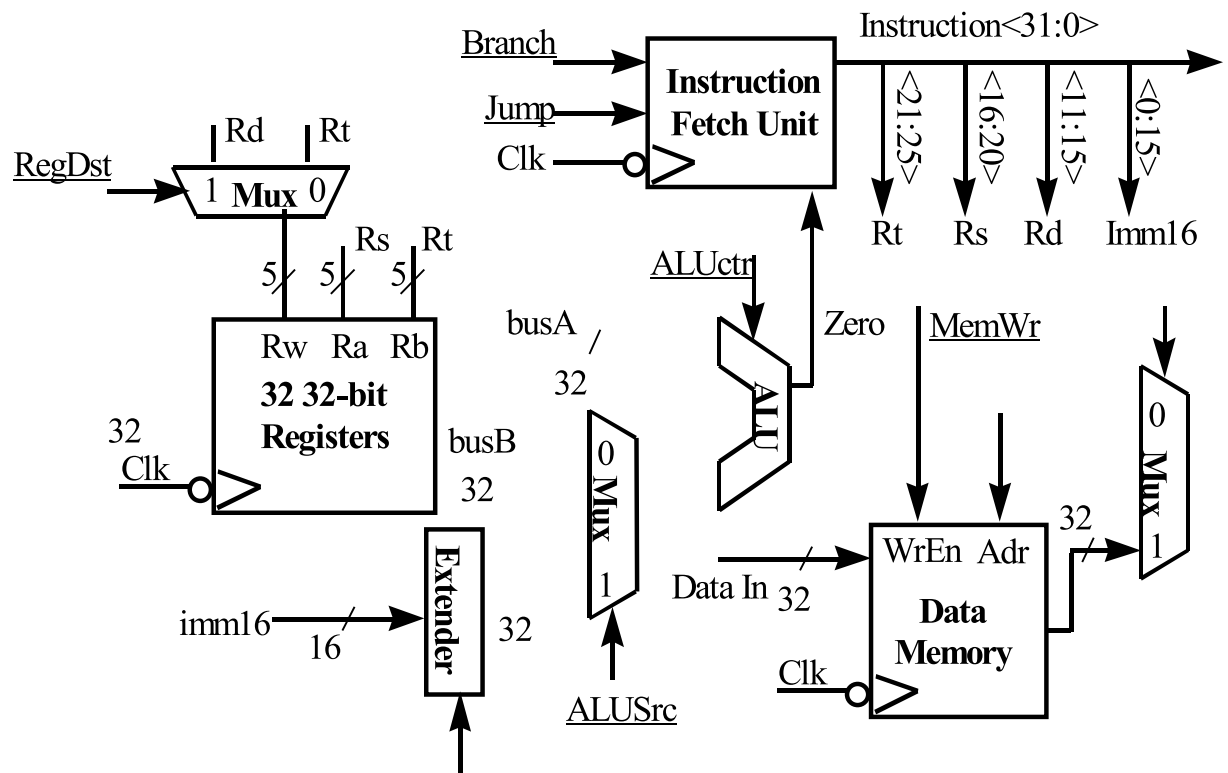 Instruction<31:0>
Branch
Instruction
Fetch Unit
Jump
Clk
<21:25>
<16:20>
<11:15>
<0:15>
Rt
Rs
Rd
Imm16
Rd
Rt
RegDst
1 Mux 0
Rs
Rt
5
5
5
ALUctr
busA
32
Zero
MemWr
Rw Ra Rb
32 32-bit
Registers
32
Clk
busB
32
ALU
0
Mux
1
0
Mux
1
32
WrEn Adr
Data In
32
Data
Memory
Clk
Extender
imm16
16
32
ALUSrc